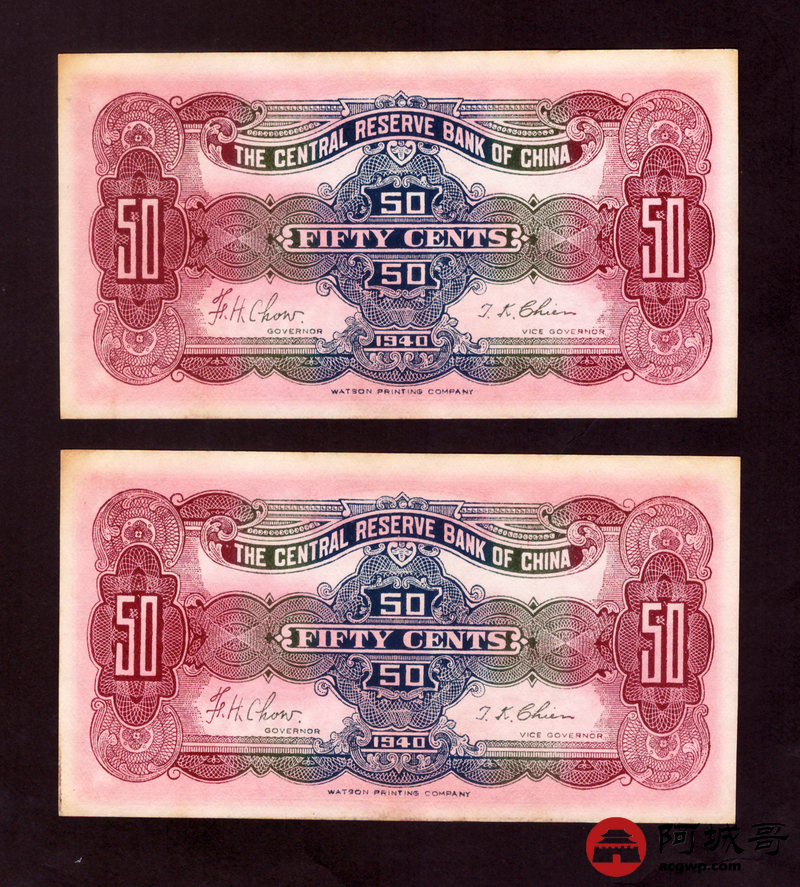 THE CENTRAL RESERVE BANK OF CHINA
50
50 FIFTY CENTS 50
50
F. H. Chow. T. K. Chien
GOVERNOR VICE GOVERNOR
1940
WATSON PRINTING COMPANY
THE CENTRAL RESERVE BANK OF CHINA
50
50 FIFTY CENTS 50
50
F. H. Chow. T. K. Chien
GOVERNOR VICE GOVERNOR
1940
WATSON PRINTING COMPANY
阿城哥
acgwp.com